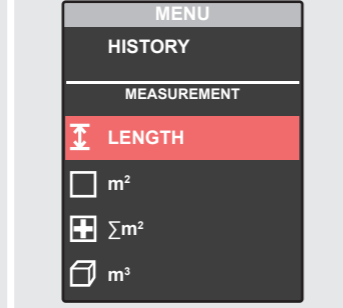 MENU
HISTORY
MEASUREMENT
LENGTH
m²
∑m²
m³